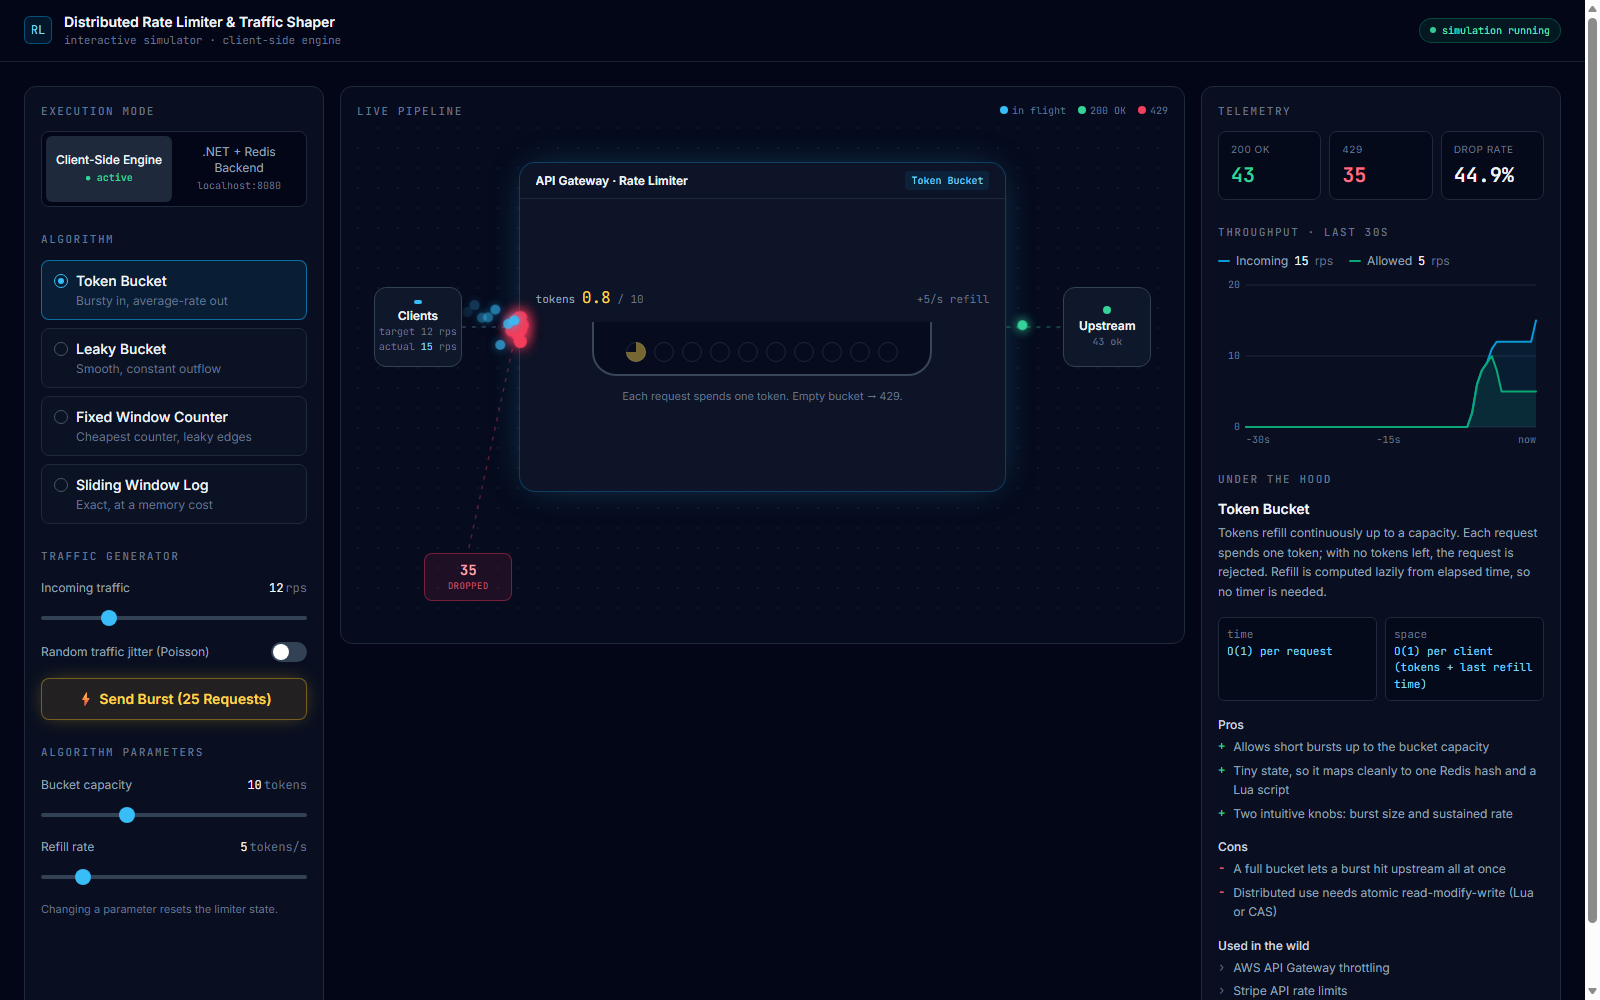 RL
Distributed Rate Limiter & Traffic Shaper
interactive simulator · client-side engine
simulation running
EXECUTION MODE
Client-Side Engine
active
.NET + Redis
Backend
localhost:8080
ALGORITHM
Token Bucket
Bursty in, average-rate out
Leaky Bucket
Smooth, constant outflow
Fixed Window Counter
Cheapest counter, leaky edges
Sliding Window Log
Exact, at a memory cost
TRAFFIC GENERATOR
Incoming traffic 12 rps
Random traffic jitter (Poisson)
Send Burst (25 Requests)
ALGORITHM PARAMETERS
Bucket capacity 10 tokens
Refill rate 5 tokens/s
Changing a parameter resets the limiter state.
LIVE PIPELINE
in flight 200 OK 429
API Gateway · Rate Limiter Token Bucket
Clients
target 12 rps
actual 15 rps
tokens 0.8 / 10 +5/s refill
Each request spends one token. Empty bucket → 429.
Upstream
43 ok
35
DROPPED
TELEMETRY
200 OK
43
429
35
DROP RATE
44.9%
THROUGHPUT · LAST 30S
Incoming 15 rps Allowed 5 rps
20
10
0
-30s -15s now
UNDER THE HOOD
Token Bucket
Tokens refill continuously up to a capacity. Each request
spends one token; with no tokens left, the request is
rejected. Refill is computed lazily from elapsed time, so
no timer is needed.
time
O(1) per request
space
O(1) per client
(tokens + last refill
time)
Pros
+ Allows short bursts up to the bucket capacity
+ Tiny state, so it maps cleanly to one Redis hash and a
Lua script
+ Two intuitive knobs: burst size and sustained rate
Cons
- A full bucket lets a burst hit upstream all at once
- Distributed use needs atomic read-modify-write (Lua
or CAS)
Used in the wild
› AWS API Gateway throttling
› Stripe API rate limits